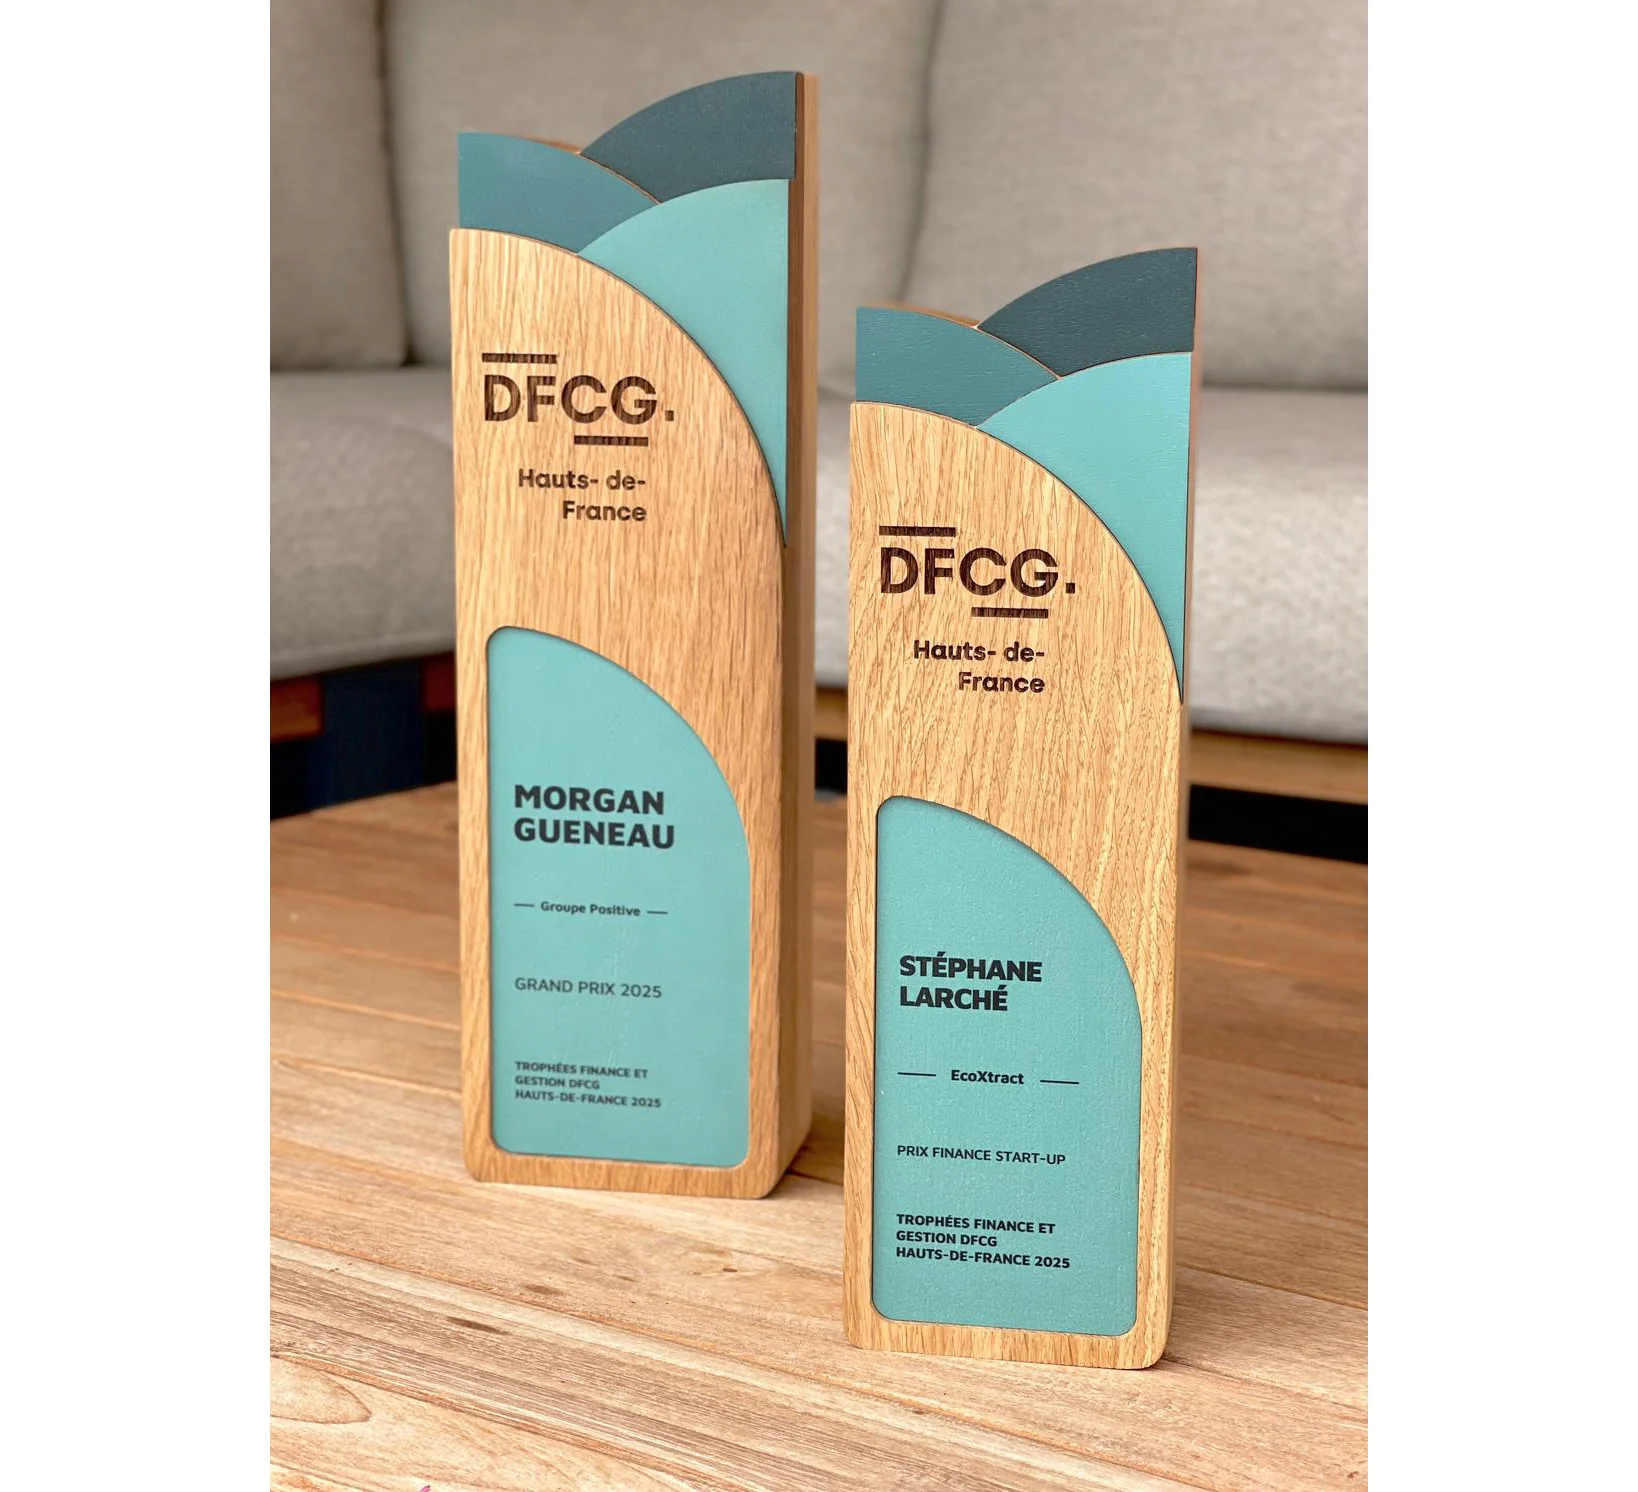 DFCG.
Hauts- de-
France
MORGAN
GUENEAU
Groupe Positive
GRAND PRIX 2025
TROPHÉES FINANCE ET
GESTION DFCG
HAUTS-DE-FRANCE 2025
DFCG.
Hauts- de-
France
STÉPHANE
LARCHÉ
EcoXtract
PRIX FINANCE START-UP
TROPHÉES FINANCE ET
GESTION DFCG
HAUTS-DE-FRANCE 2025